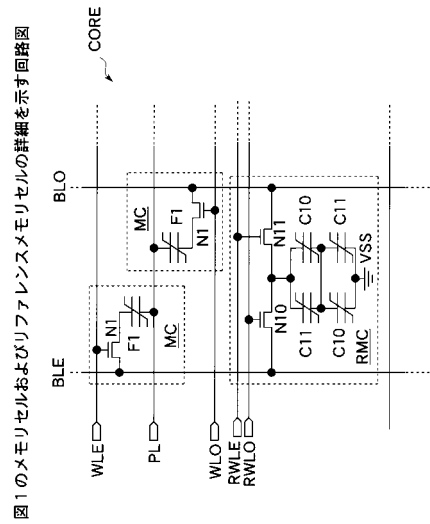 図1のメモリセルおよびリファレンスメモリセルの詳細を示す回路図
CORE
BLE
BLO
WLE
N1
F1
MC
MC
PL
F1
N1
WLO
RWLE
RWLO
N10
N11
C11
C10
C10
C11
RMC
VSS